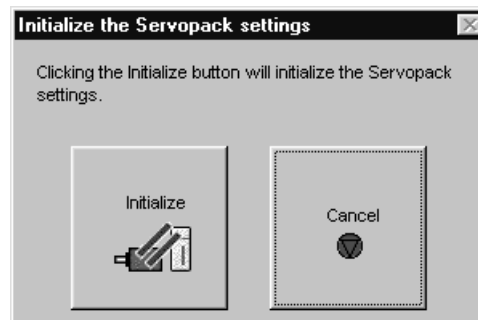 Initialize the Servopack settings
Clicking the Initialize button will initialize the Servopack
settings.
Initialize
Cancel